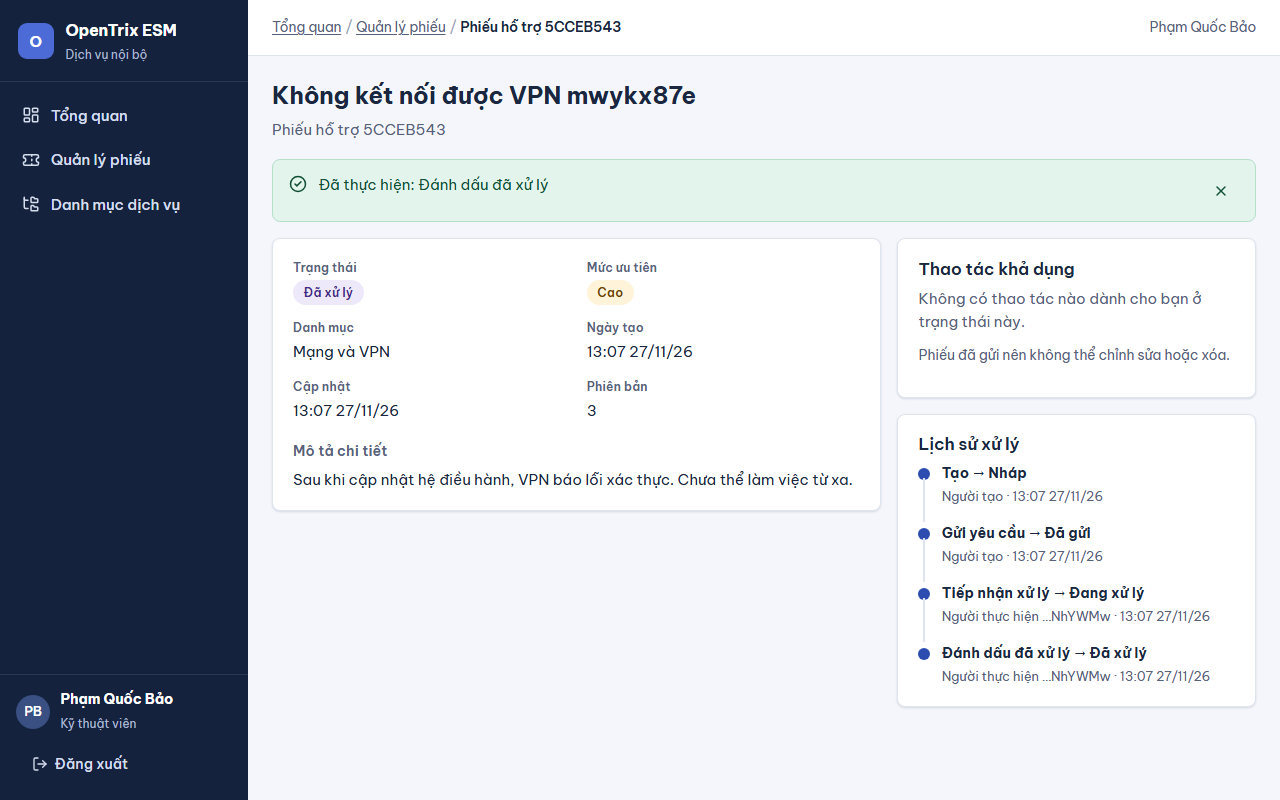 O
OpenTrix ESM
Dịch vụ nội bộ
Tổng quan
Quản lý phiếu
Danh mục dịch vụ
PB
Phạm Quốc Bảo
Kỹ thuật viên
Đăng xuất
Tổng quan / Quản lý phiếu / Phiếu hỗ trợ 5CCEB543
Phạm Quốc Bảo
Không kết nối được VPN mwykx87e
Phiếu hỗ trợ 5CCEB543
Đã thực hiện: Đánh dấu đã xử lý
Trạng thái
Đã xử lý
Mức ưu tiên
Cao
Danh mục
Mạng và VPN
Ngày tạo
13:07 27/11/26
Cập nhật
13:07 27/11/26
Phiên bản
3
Mô tả chi tiết
Sau khi cập nhật hệ điều hành, VPN báo lỗi xác thực. Chưa thể làm việc từ xa.
Thao tác khả dụng
Không có thao tác nào dành cho bạn ở
trạng thái này.
Phiếu đã gửi nên không thể chỉnh sửa hoặc xóa.
Lịch sử xử lý
Tạo → Nháp
Người tạo · 13:07 27/11/26
Gửi yêu cầu → Đã gửi
Người tạo · 13:07 27/11/26
Tiếp nhận xử lý → Đang xử lý
Người thực hiện …NhYWMw · 13:07 27/11/26
Đánh dấu đã xử lý → Đã xử lý
Người thực hiện …NhYWMw · 13:07 27/11/26